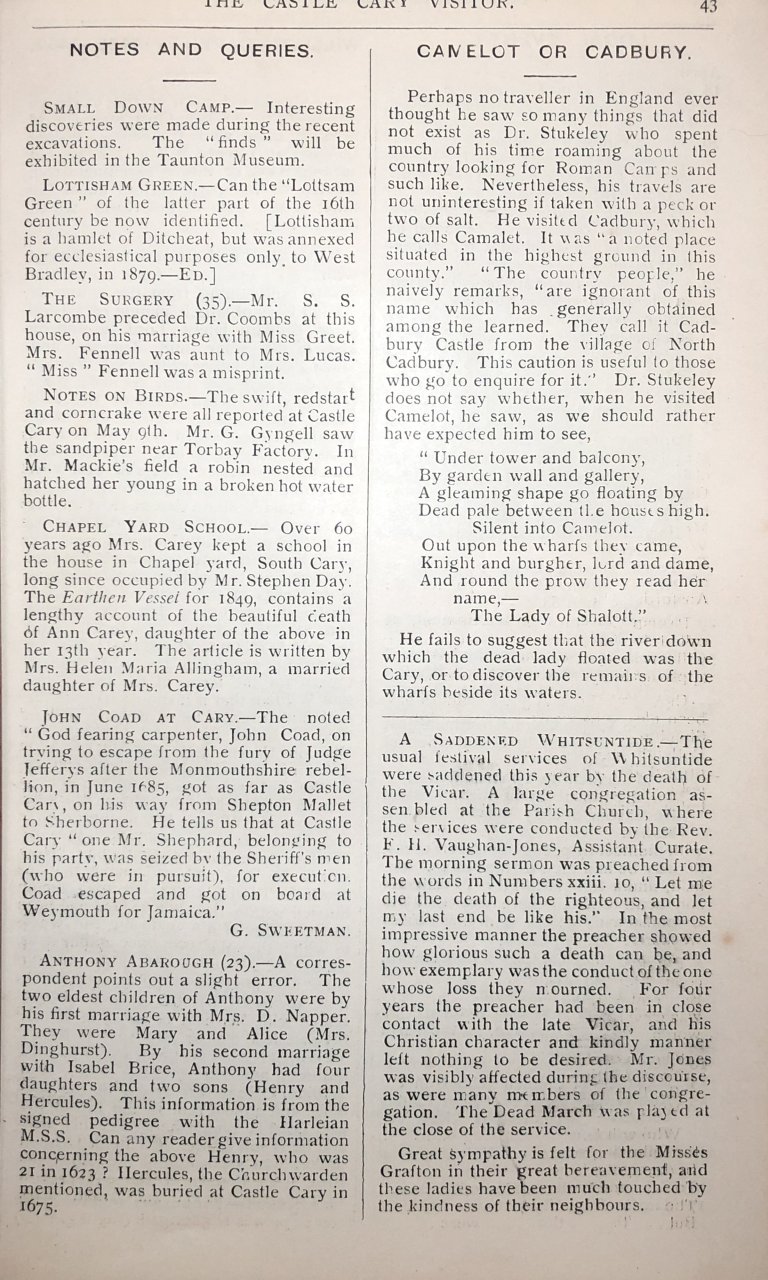 THE CASTLE CARY VISITOR.
43
NOTES AND QUERIES.
SMALL DOWN CAMP.— Interesting
discoveries were made during the recent
excavations. The "finds" will be
exhibited in the Taunton Museum.
LOTTISHAM GREEN.—Can the "Lottsam
Green" of the latter part of the 16th
century be now identified. [Lottisham
is a hamlet of Ditcheat, but was annexed
for ecclesiastical purposes only, to West
Bradley, in 1879.—ED.]
THE SURGERY (35).—Mr. S. S.
Larcombe preceded Dr. Coombs at this
house, on his marriage with Miss Greet.
Mrs. Fennell was aunt to Mrs. Lucas.
"Miss" Fennell was a misprint.
NOTES ON BIRDS.—The swift, redstart
and corncrake were all reported at Castle
Cary on May 9th. Mr. G. Gyngell saw
the sandpiper near Torbay Factory. In
Mr. Mackie's field a robin nested and
hatched her young in a broken hot water
bottle.
CHAPEL YARD SCHOOL.— Over 60
years ago Mrs. Carey kept a school in
the house in Chapel yard, South Cary,
long since occupied by Mr. Stephen Day.
The Earthen Vessel for 1849, contains a
lengthy account of the beautiful death
of Ann Carey, daughter of the above in
her 13th year. The article is written by
Mrs. Helen Maria Allingham, a married
daughter of Mrs. Carey.
JOHN COAD AT CARY.—The noted
"God fearing carpenter, John Coad, on
trying to escape from the fury of Judge
Jefferys after the Monmouthshire rebel-
lion, in June 1685, got as far as Castle
Cary, on his way from Shepton Mallet
to Sherborne. He tells us that at Castle
Cary "one Mr. Shephard, belonging to
his party, was seized by the Sheriff's men
(who were in pursuit), for execution.
Coad escaped and got on board at
Weymouth for Jamaica."
G. SWEETMAN.
ANTHONY ABAROUGH (23).—A corres-
pondent points out a slight error. The
two eldest children of Anthony were by
his first marriage with Mrs. D. Napper.
They were Mary and Alice (Mrs.
Dinghurst). By his second marriage
with Isabel Brice, Anthony had four
daughters and two sons (Henry and
Hercules). This information is from the
signed pedigree with the Harleian
M.S.S. Can any reader give information
concerning the above Henry, who was
21 in 1623? Hercules, the Churchwarden
mentioned, was buried at Castle Cary in
1675.
CAMELOT OR CADBURY.
Perhaps no traveller in England ever
thought he saw so many things that did
not exist as Dr. Stukeley who spent
much of his time roaming about the
country looking for Roman Camps and
such like. Nevertheless, his travels are
not uninteresting if taken with a peck or
two of salt. He visited Cadbury, which
he calls Camalet. It was "a noted place
situated in the highest ground in this
county." "The country people," he
naively remarks, "are ignorant of this
name which has generally obtained
among the learned. They call it Cad-
bury Castle from the village of North
Cadbury. This caution is useful to those
who go to enquire for it." Dr. Stukeley
does not say whether, when he visited
Camelot, he saw, as we should rather
have expected him to see,
"Under tower and balcony,
By garden wall and gallery,
A gleaming shape go floating by
Dead pale between the houses high.
Silent into Camelot.
Out upon the wharfs they came,
Knight and burgher, lord and dame,
And round the prow they read her
name,—
The Lady of Shalott."
He fails to suggest that the river down
which the dead lady floated was the
Cary, or to discover the remains of the
wharfs beside its waters.
A SADDENED WHITSUNTIDE.—The
usual festival services of Whitsuntide
were saddened this year by the death of
the Vicar. A large congregation as-
sembled at the Parish Church, where
the services were conducted by the Rev.
F. H. Vaughan-Jones, Assistant Curate.
The morning sermon was preached from
the words in Numbers xxiii. 10, "Let me
die the death of the righteous, and let
my last end be like his." In the most
impressive manner the preacher showed
how glorious such a death can be, and
how exemplary was the conduct of the one
whose loss they mourned. For four
years the preacher had been in close
contact with the late Vicar, and his
Christian character and kindly manner
left nothing to be desired. Mr. Jones
was visibly affected during the discourse,
as were many members of the congre-
gation. The Dead March was played at
the close of the service.
Great sympathy is felt for the Misses
Grafton in their great bereavement, and
these ladies have been much touched by
the kindness of their neighbours.